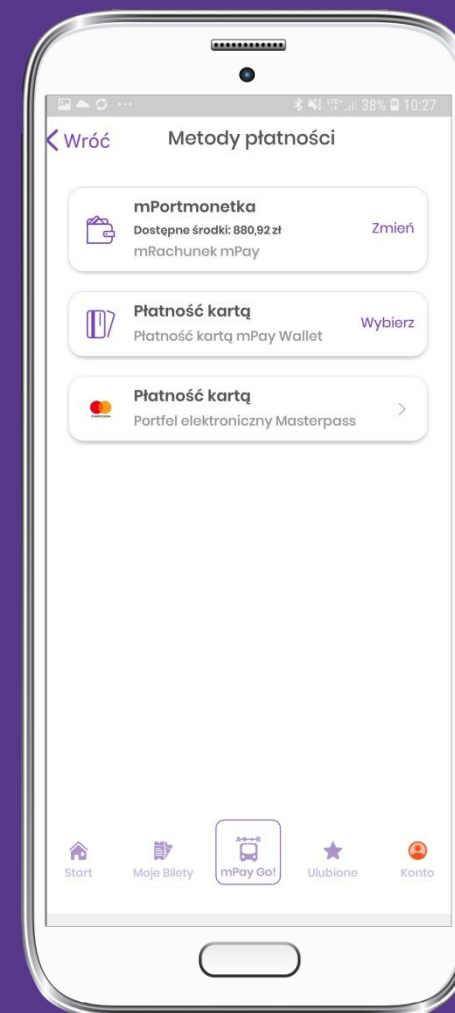 38% 10:27
Wróć
Metody płatności
mPortmonetka
Dostępne środki: 880,92 zł
Zmień
mRachunek mPay
Płatność kartą
Wybierz
Płatność kartą mPay Wallet
Płatność kartą
Portfel elektroniczny Masterpass
A B
Start
Moje Bilety
mPay Go!
Ulubione
Konto